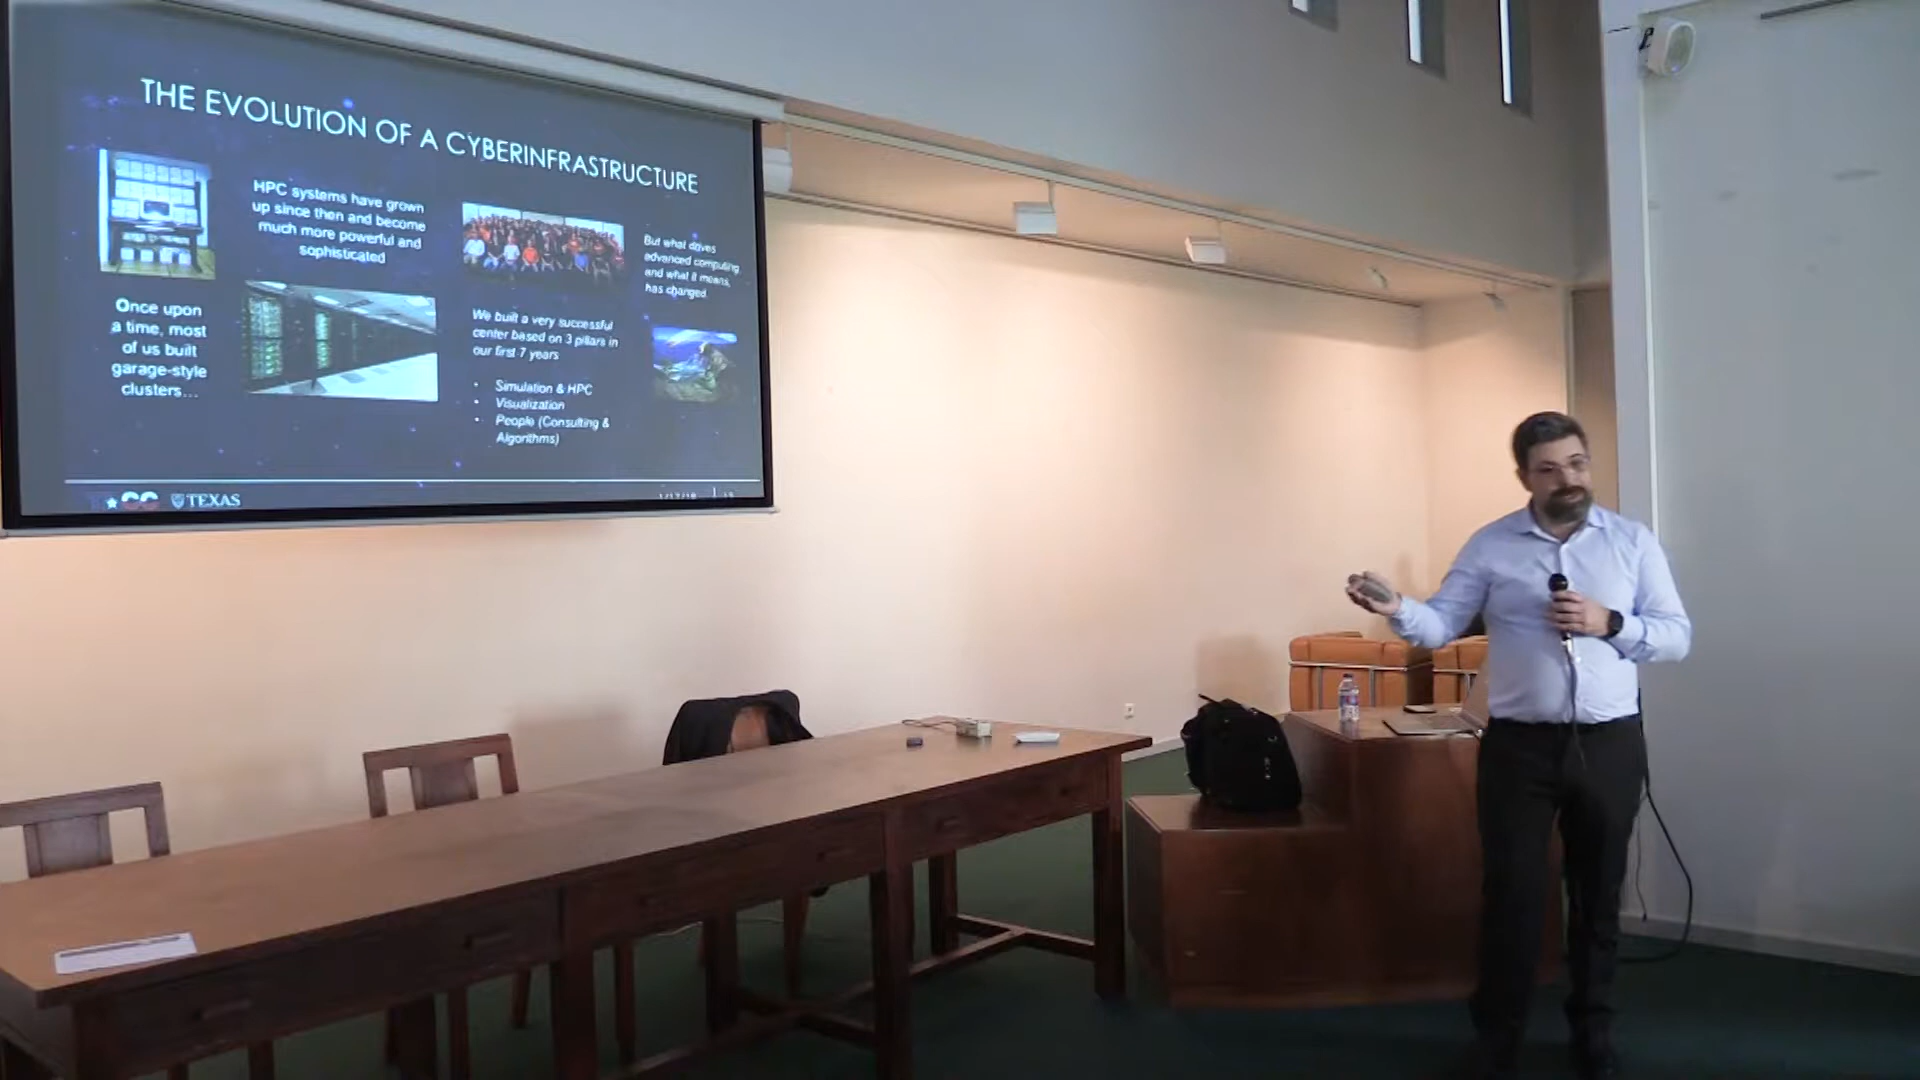 THE EVOLUTION OF A CYBERINFRASTRUCTURE
Once upon
a time, most
of us built
garage-style
clusters...
HPC systems have grown
up since then and become
much more powerful and
sophisticated
We built a very successful
center based on 3 pillars in
our first 7 years
• Simulation & HPC
• Visualization
• People (Consulting &
Algorithms)
But what drives
advanced computing
and what it means,
has changed.
TEXAS